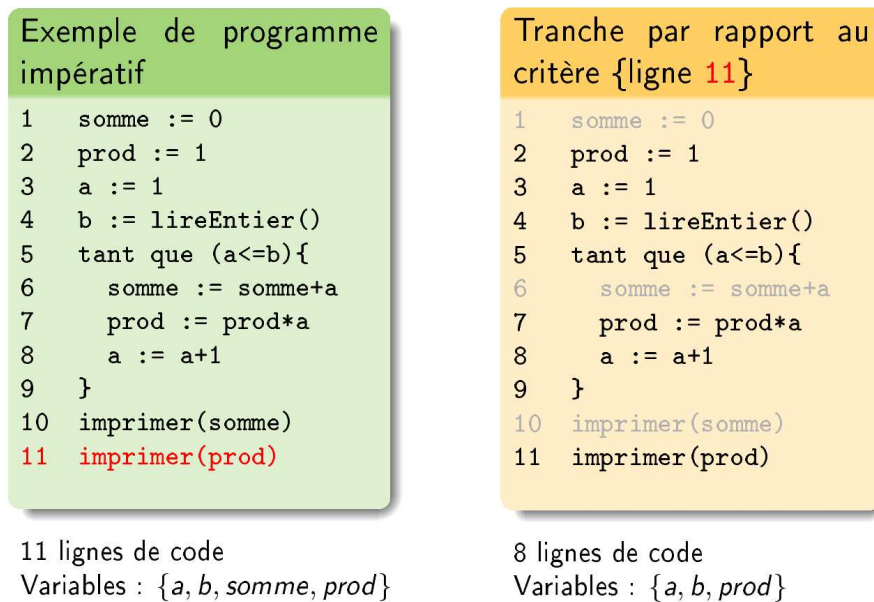 Exemple de programme
impératif
1 somme := 0
2 prod := 1
3 a := 1
4 b := lireEntier()
5 tant que (a<=b){
6 somme := somme+a
7 prod := prod*a
8 a := a+1
9 }
10 imprimer(somme)
11 imprimer(prod)
11 lignes de code
Variables : {a, b, somme, prod}
Tranche par rapport au
critère {ligne 11}
1 somme := 0
2 prod := 1
3 a := 1
4 b := lireEntier()
5 tant que (a<=b){
6 somme := somme+a
7 prod := prod*a
8 a := a+1
9 }
10 imprimer(somme)
11 imprimer(prod)
8 lignes de code
Variables : {a, b, prod}